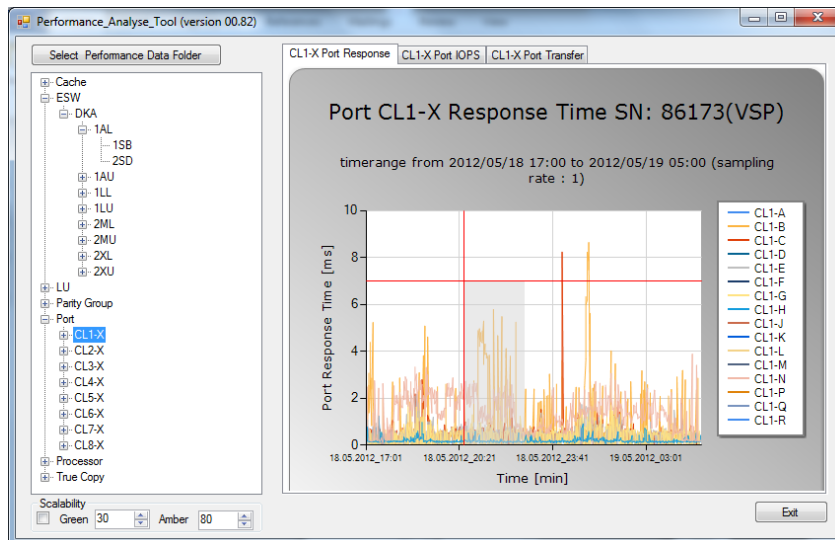 Performance_Analyse_Tool (version 00.82)
Select Performance Data Folder
Cache
ESW
DKA
1AL
1SB
2SD
1AU
1LL
1LU
2ML
2MU
2XL
2XU
LU
Parity Group
Port
CL1-X
CL2-X
CL3-X
CL4-X
CL5-X
CL6-X
CL7-X
CL8-X
Processor
True Copy
Scalability
Green 30 Amber 80
CL1-X Port Response CL1-X Port IOPS CL1-X Port Transfer
Port CL1-X Response Time SN: 86173(VSP)
timerange from 2012/05/18 17:00 to 2012/05/19 05:00 (sampling
rate : 1)
Port Response Time [ms]
10
8
6
4
2
0
18.05.2012_17:01 18.05.2012_20:21 18.05.2012_23:41 19.05.2012_03:01
Time [min]
CL1-A
CL1-B
CL1-C
CL1-D
CL1-E
CL1-F
CL1-G
CL1-H
CL1-J
CL1-K
CL1-L
CL1-M
CL1-N
CL1-P
CL1-Q
CL1-R
Exit